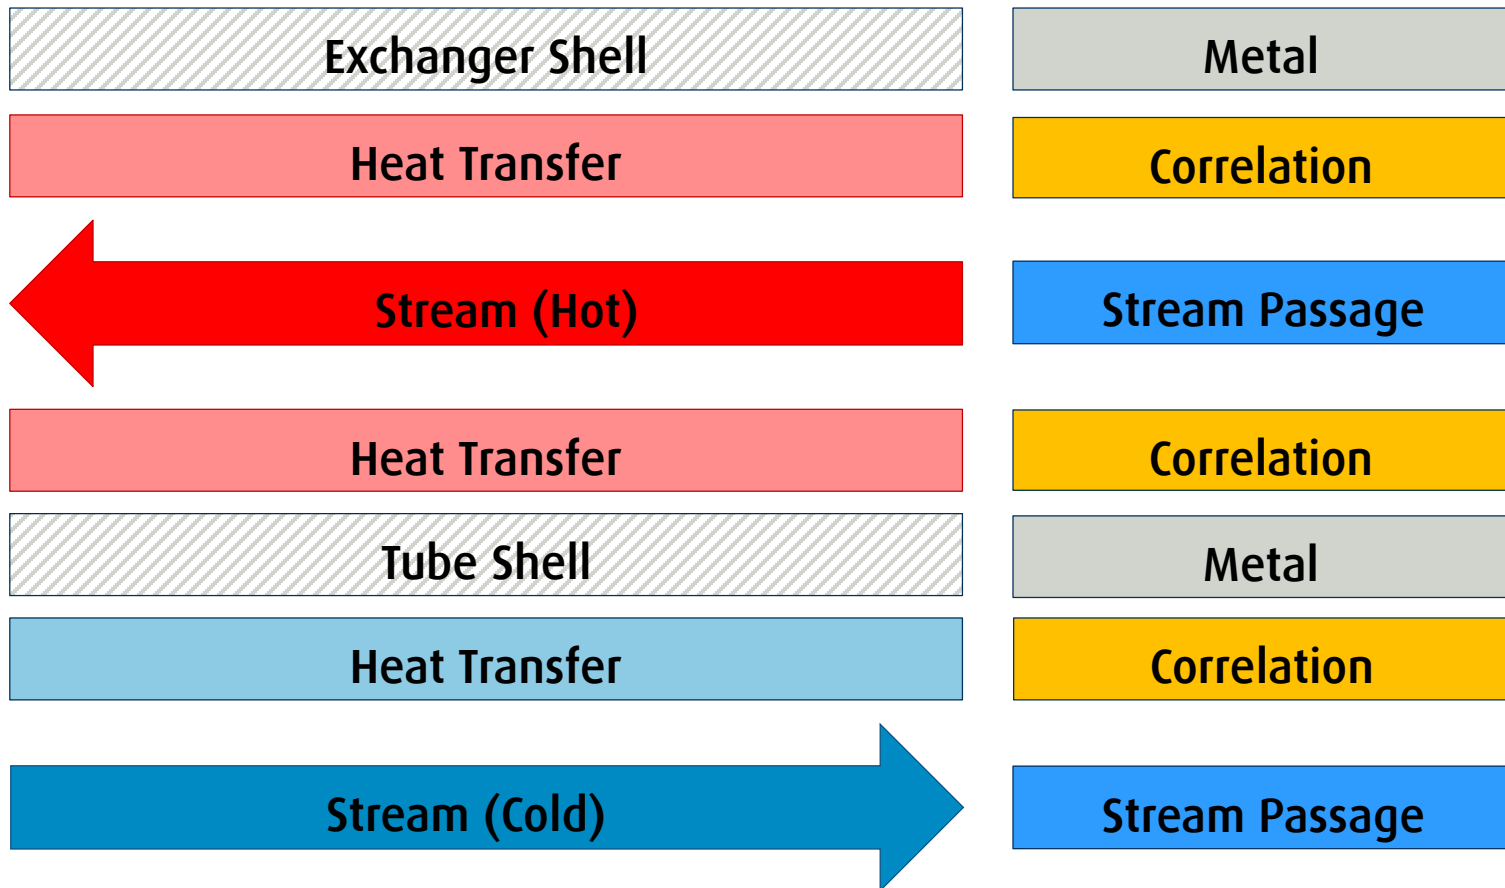 Exchanger Shell
Metal
Heat Transfer
Correlation
Stream (Hot)
Stream Passage
Heat Transfer
Correlation
Tube Shell
Metal
Heat Transfer
Correlation
Stream (Cold)
Stream Passage